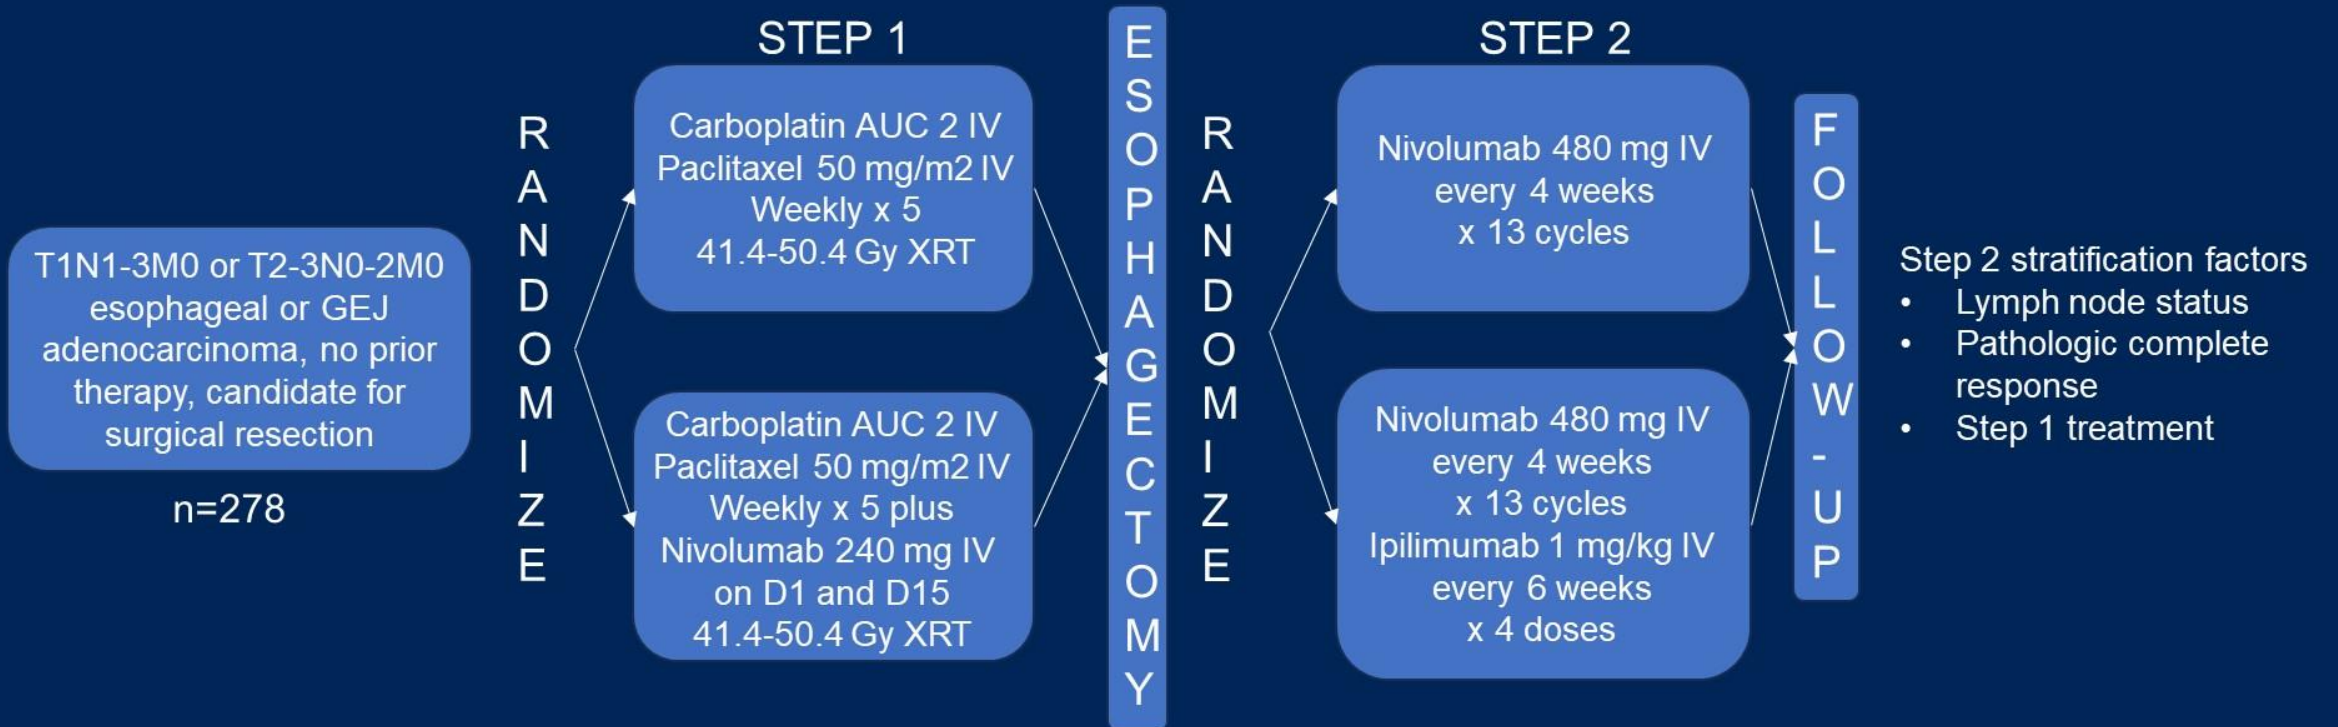 T1N1-3M0 or T2-3N0-2M0
esophageal or GEJ
adenocarcinoma, no prior
therapy, candidate for
surgical resection
n=278
RANDOMIZE
STEP 1
Carboplatin AUC 2 IV
Paclitaxel 50 mg/m2 IV
Weekly x 5
41.4-50.4 Gy XRT
Carboplatin AUC 2 IV
Paclitaxel 50 mg/m2 IV
Weekly x 5 plus
Nivolumab 240 mg IV
on D1 and D15
41.4-50.4 Gy XRT
ESOPHAGECTOMY
RANDOMIZE
STEP 2
Nivolumab 480 mg IV
every 4 weeks
x 13 cycles
Nivolumab 480 mg IV
every 4 weeks
x 13 cycles
Ipilimumab 1 mg/kg IV
every 6 weeks
x 4 doses
FOLLOW-UP
Step 2 stratification factors
• Lymph node status
• Pathologic complete
response
• Step 1 treatment